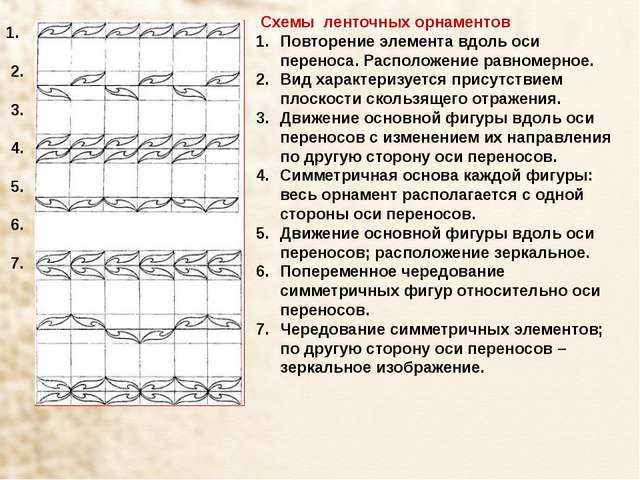 Схемы ленточных орнаментов
1.
2.
3.
4.
5.
6.
7.
1. Повторение элемента вдоль оси
переноса. Расположение равномерное.
2. Вид характеризуется присутствием
плоскости скользящего отражения.
3. Движение основной фигуры вдоль оси
переносов с изменением их направления
по другую сторону оси переносов.
4. Симметричная основа каждой фигуры:
весь орнамент располагается с одной
стороны оси переносов.
5. Движение основной фигуры вдоль оси
переносов; расположение зеркальное.
6. Попеременное чередование
симметричных фигур относительно оси
переносов.
7. Чередование симметричных элементов;
по другую сторону оси переносов –
зеркальное изображение.